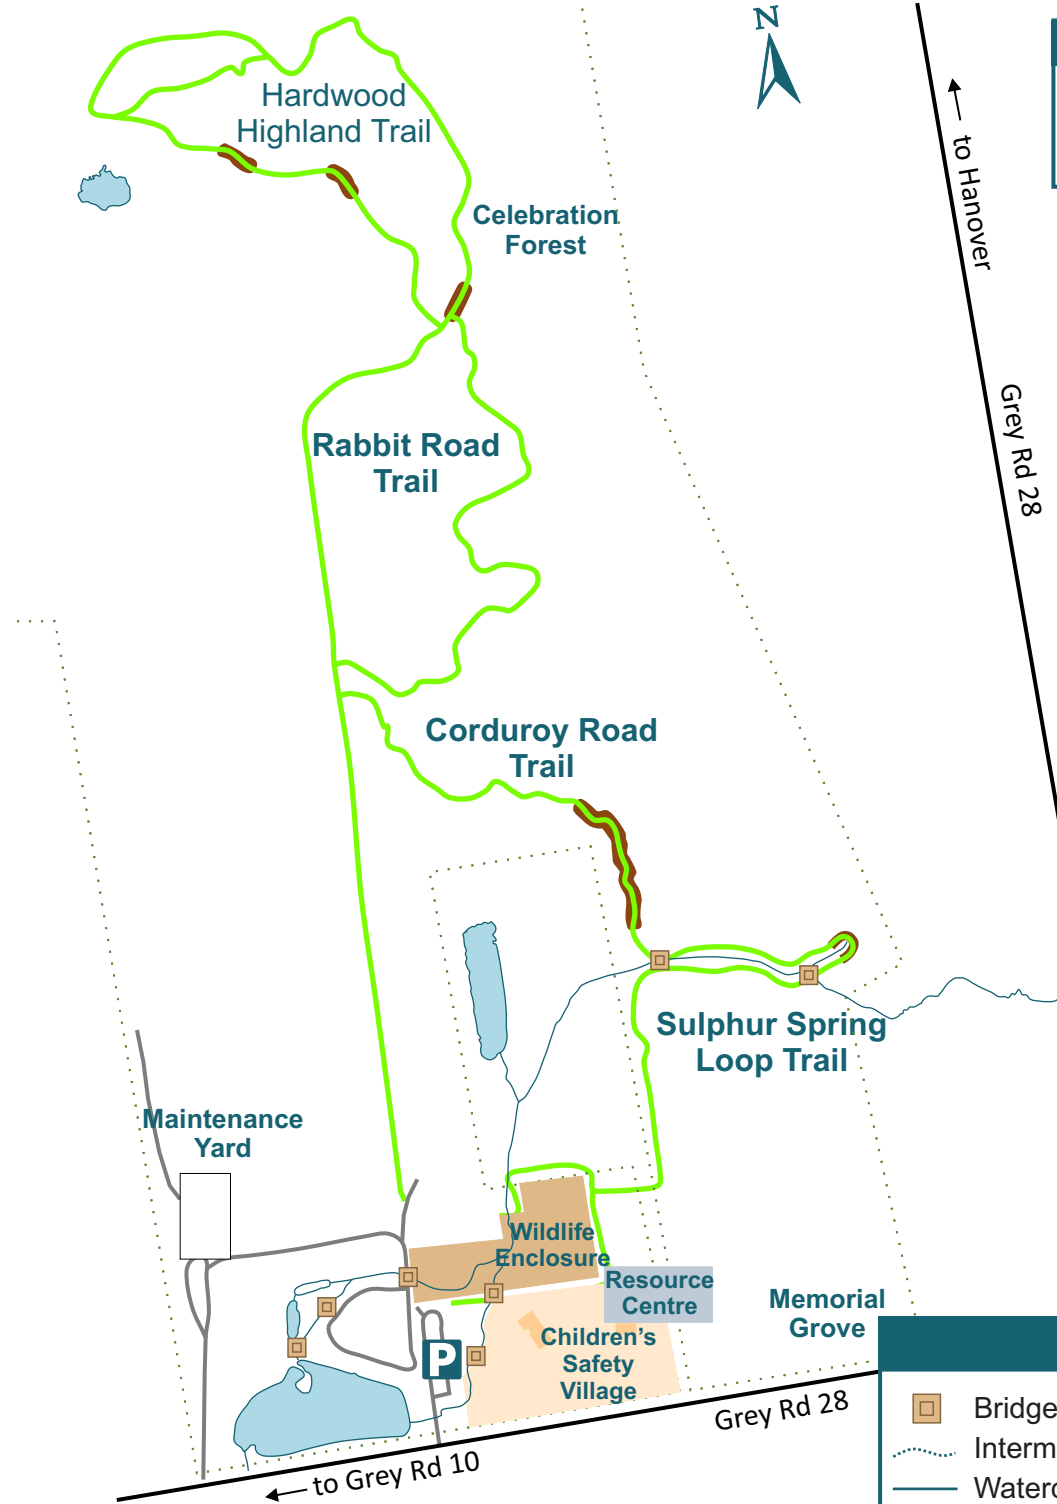 N
Hardwood
Highland Trail
to Hanover
Celebration
Forest
Grey Rd 28
Rabbit Road
Trail
Corduroy Road
Trail
Sulphur Spring
Loop Trail
Maintenance
Yard
Wildlife
Enclosure
Resource
Centre
Memorial
Grove
Children's
Safety
Village
P
Grey Rd 28
to Grey Rd 10
Bridge
Interm
Waterc